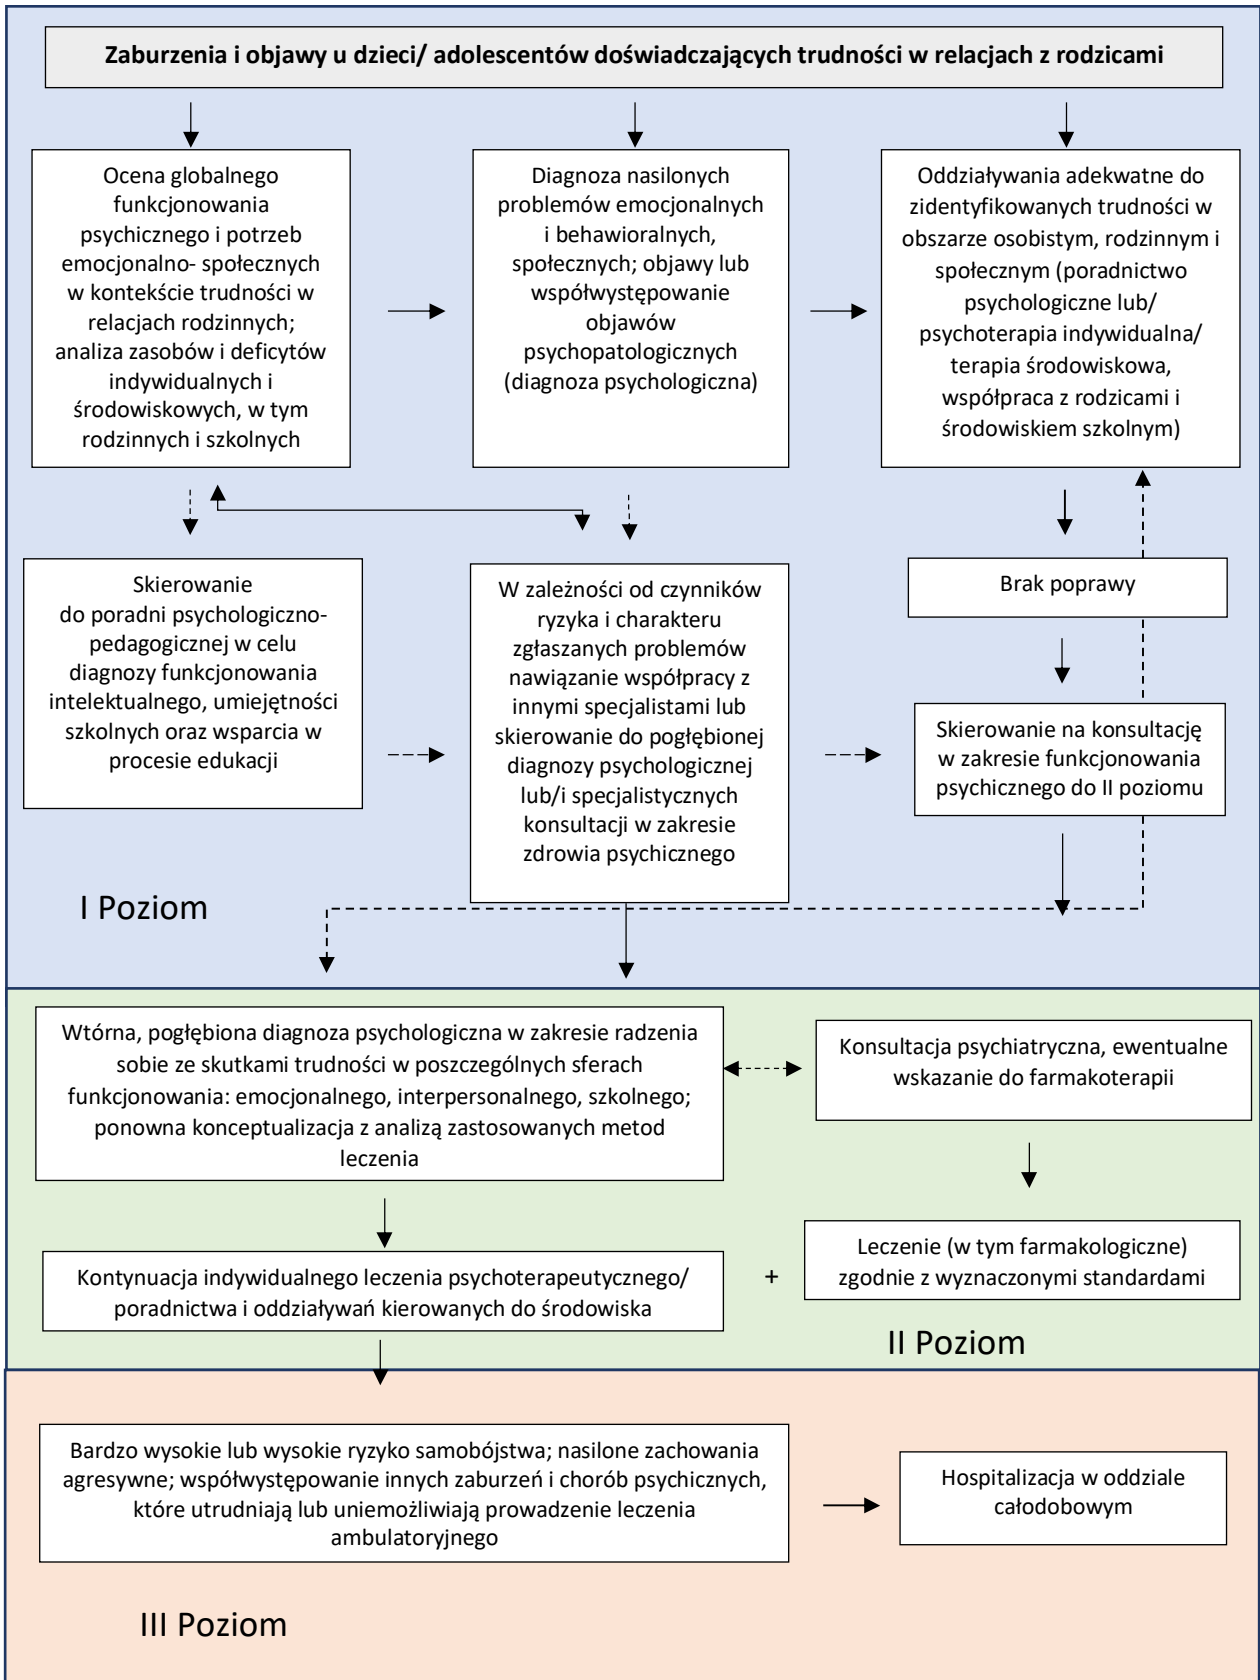 Zaburzenia i objawy u dzieci/ adolescentów doświadczających trudności w relacjach z rodzicami
Ocena globalnego
funkcjonowania
psychicznego i potrzeb
emocjonalno- społecznych
w kontekście trudności w
relacjach rodzinnych;
analiza zasobów i deficytów
indywidualnych i
środowiskowych, w tym
rodzinnych i szkolnych
Diagnoza nasilonych
problemów emocjonalnych
i behawioralnych,
społecznych; objawy lub
współwystępowanie
objawów
psychopatologicznych
(diagnoza psychologiczna)
Oddziaływania adekwatne do
zidentyfikowanych trudności w
obszarze osobistym, rodzinnym i
społecznym (poradnictwo
psychologiczne lub/
psychoterapia indywidualna/
terapia środowiskowa,
współpraca z rodzicami i
środowiskiem szkolnym)
Skierowanie
do poradni psychologiczno-
pedagogicznej w celu
diagnozy funkcjonowania
intelektualnego, umiejętności
szkolnych oraz wsparcia w
procesie edukacji
W zależności od czynników
ryzyka i charakteru
zgłaszanych problemów
nawiązanie współpracy z
innymi specjalistami lub
skierowanie do pogłębionej
diagnozy psychologicznej
lub/i specjalistycznych
konsultacji w zakresie
zdrowia psychicznego
Brak poprawy
Skierowanie na konsultację
w zakresie funkcjonowania
psychicznego do II poziomu
I Poziom
Wtórna, pogłębiona diagnoza psychologiczna w zakresie radzenia
sobie ze skutkami trudności w poszczególnych sferach
funkcjonowania: emocjonalnego, interpersonalnego, szkolnego;
ponowna konceptualizacja z analizą zastosowanych metod
leczenia
Konsultacja psychiatryczna, ewentualne
wskazanie do farmakoterapii
Kontynuacja indywidualnego leczenia psychoterapeutycznego/
poradnictwa i oddziaływań kierowanych do środowiska
+
Leczenie (w tym farmakologiczne)
zgodnie z wyznaczonymi standardami
II Poziom
Bardzo wysokie lub wysokie ryzyko samobójstwa; nasilone zachowania
agresywne; współwystępowanie innych zaburzeń i chorób psychicznych,
które utrudniają lub uniemożliwiają prowadzenie leczenia
ambulatoryjnego
Hospitalizacja w oddziale
całodobowym
III Poziom